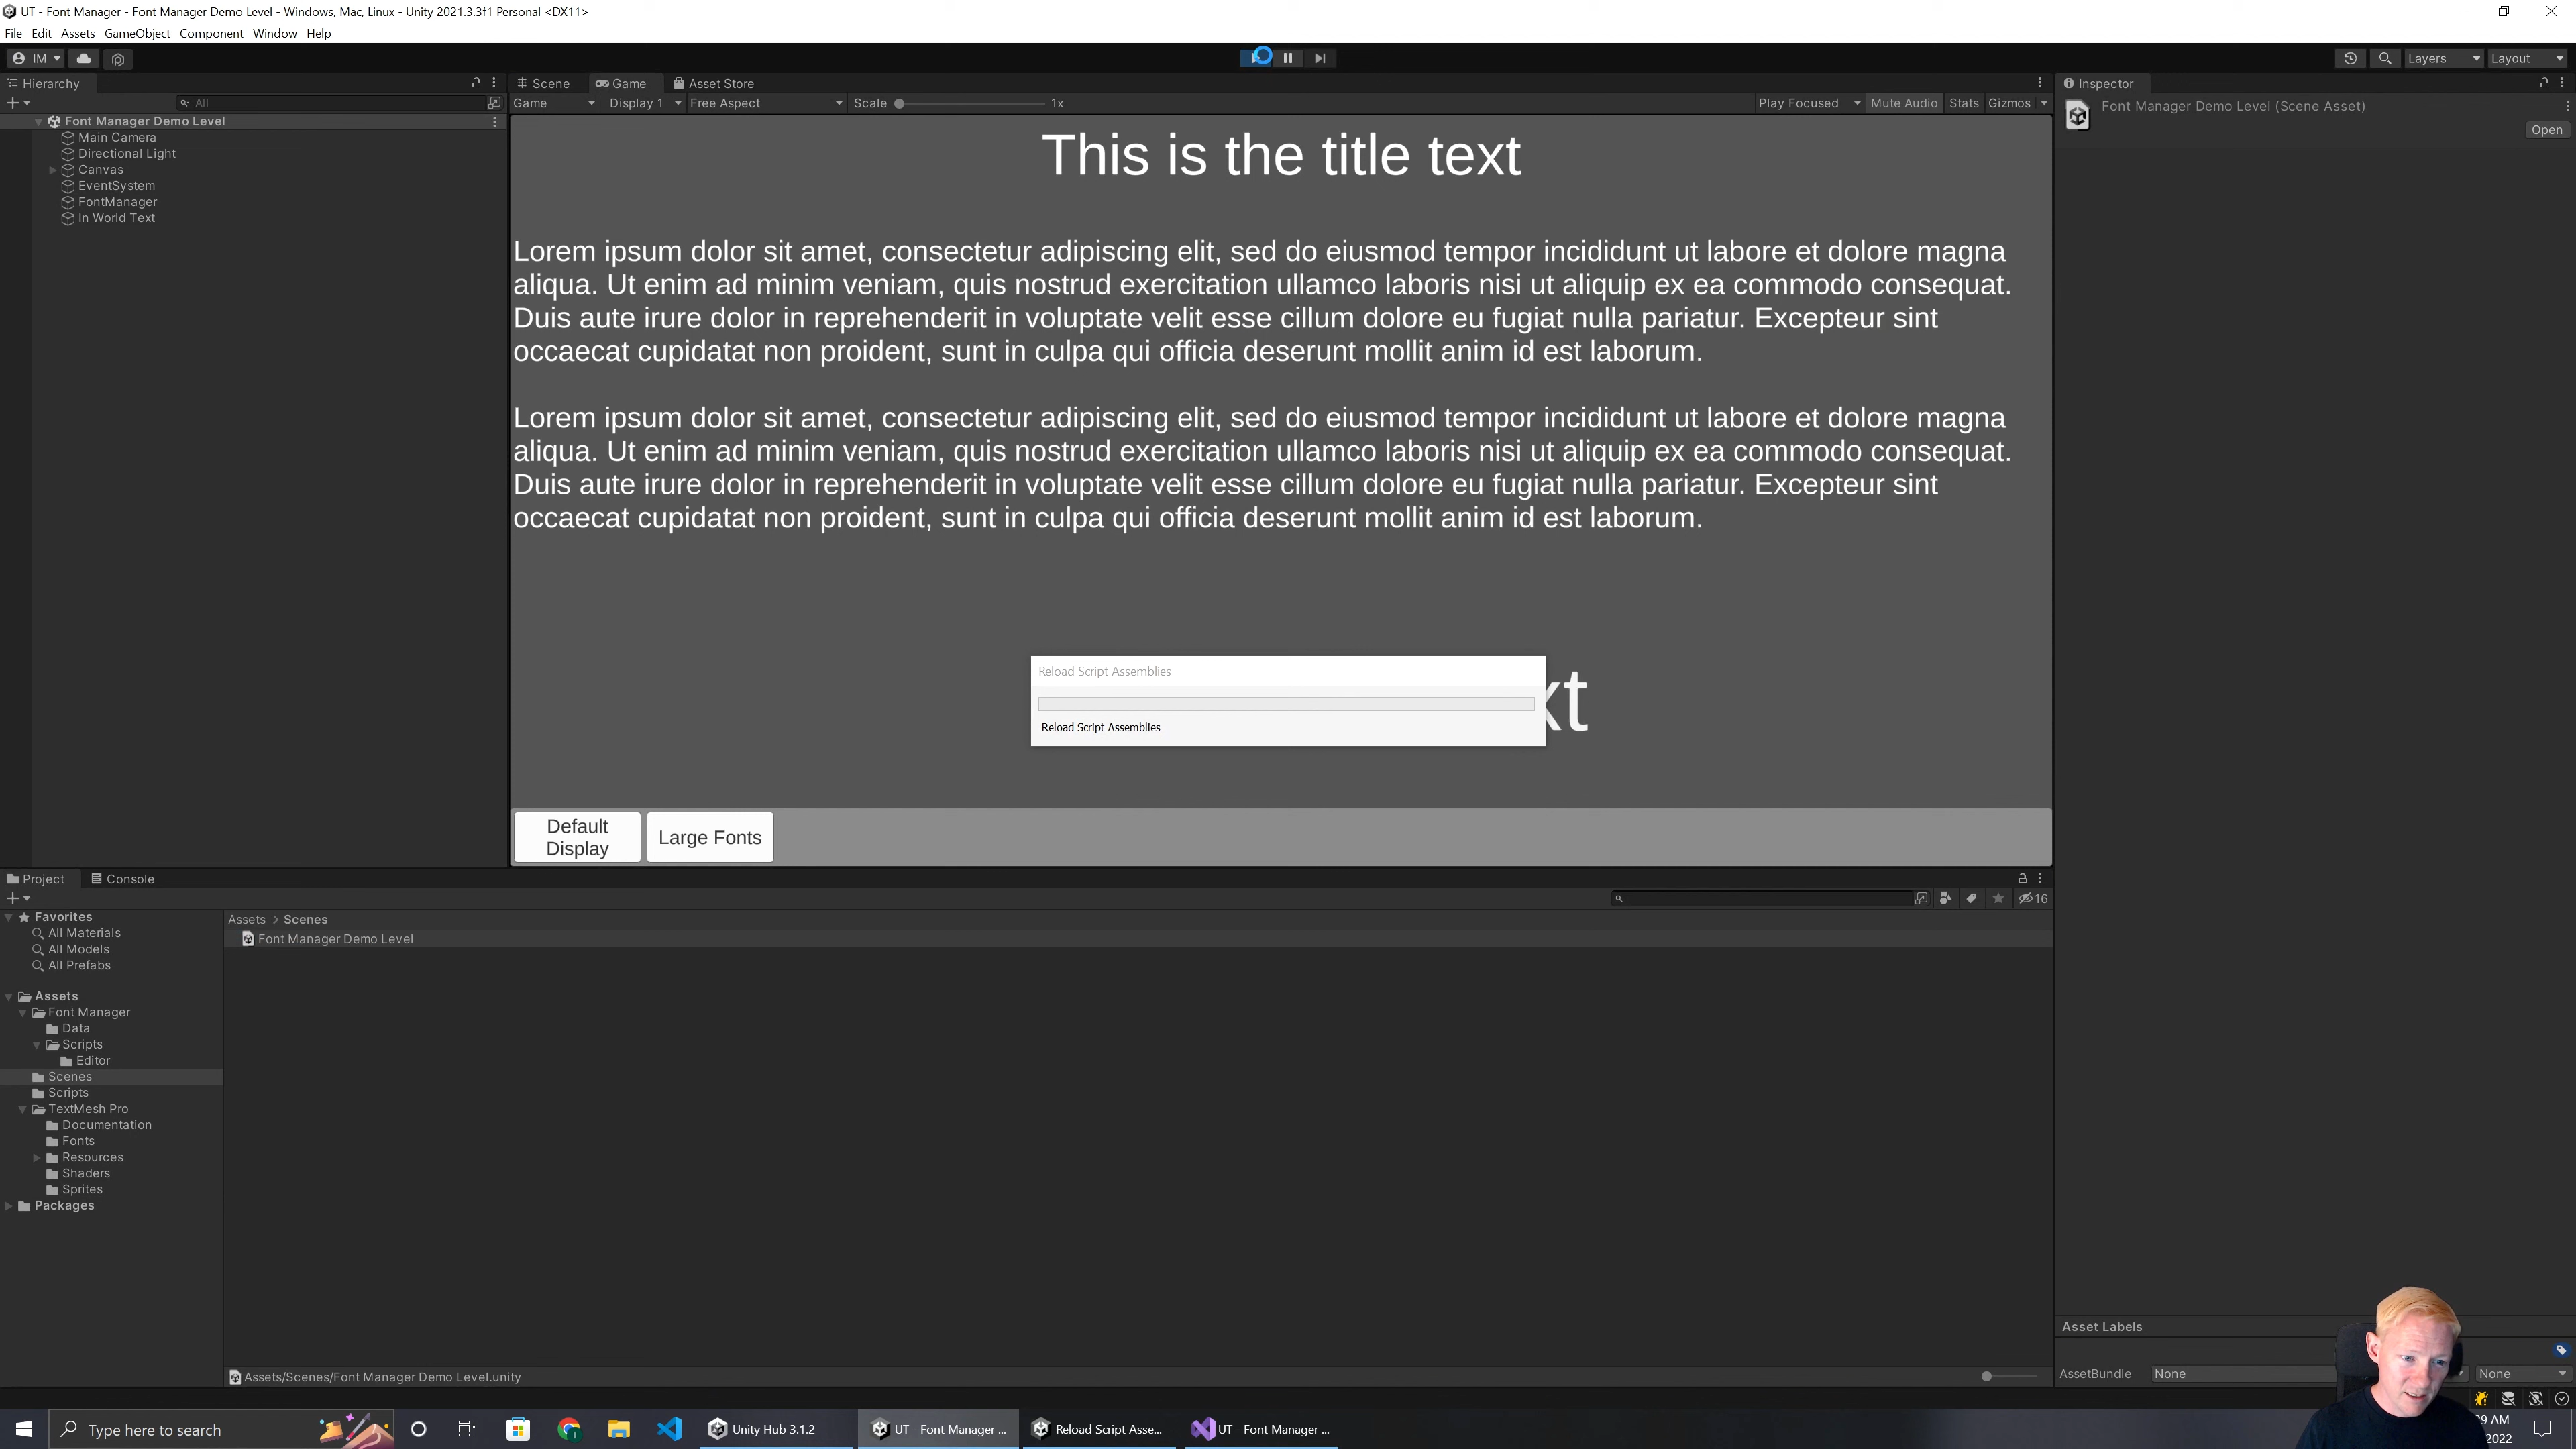 UT - Font Manager - Font Manager Demo Level - Windows, Mac, Linux - Unity 2021.3.3f1 Personal <DX11>
File Edit Assets GameObject Component Window Help
IM
Layers
Layout
Hierarchy
Scene
Game
Asset Store
Inspector
All
Game
Display 1
Free Aspect
Scale
1x
Play Focused
Mute Audio
Stats
Gizmos
Font Manager Demo Level (Scene Asset)
Open
Font Manager Demo Level
Main Camera
Directional Light
Canvas
EventSystem
FontManager
In World Text
This is the title text
Lorem ipsum dolor sit amet, consectetur adipiscing elit, sed do eiusmod tempor incididunt ut labore et dolore magna
aliqua. Ut enim ad minim veniam, quis nostrud exercitation ullamco laboris nisi ut aliquip ex ea commodo consequat.
Duis aute irure dolor in reprehenderit in voluptate velit esse cillum dolore eu fugiat nulla pariatur. Excepteur sint
occaecat cupidatat non proident, sunt in culpa qui officia deserunt mollit anim id est laborum.
Lorem ipsum dolor sit amet, consectetur adipiscing elit, sed do eiusmod tempor incididunt ut labore et dolore magna
aliqua. Ut enim ad minim veniam, quis nostrud exercitation ullamco laboris nisi ut aliquip ex ea commodo consequat.
Duis aute irure dolor in reprehenderit in voluptate velit esse cillum dolore eu fugiat nulla pariatur. Excepteur sint
occaecat cupidatat non proident, sunt in culpa qui officia deserunt mollit anim id est laborum.
Reload Script Assemblies
Reload Script Assemblies
xt
Default
Display
Large Fonts
Project
Console
16
Favorites
All Materials
All Models
All Prefabs
Assets
Font Manager
Data
Scripts
Editor
Scenes
Scripts
TextMesh Pro
Documentation
Fonts
Resources
Shaders
Sprites
Packages
Assets > Scenes
Font Manager Demo Level
Assets/Scenes/Font Manager Demo Level.unity
Asset Labels
AssetBundle
None
None
Type here to search
Unity Hub 3.1.2
UT - Font Manager ...
Reload Script Asse...
UT - Font Manager ...
9 AM
2022